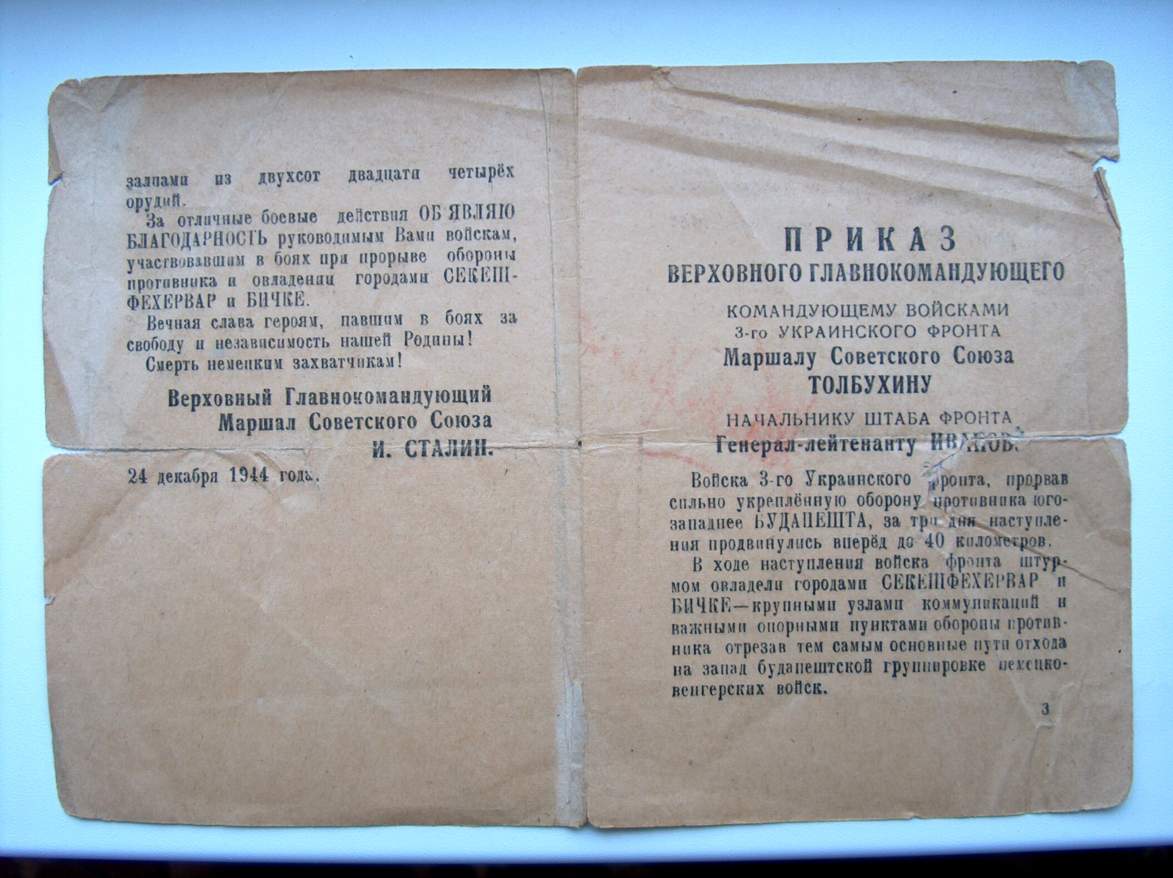 залпами из двухсот двадцати четырёх
орудий.
За отличные боевые действия ОБ'ЯВЛЯЮ
БЛАГОДАРНОСТЬ руководимым Вами войскам,
участвовавшим в боях при прорыве обороны
противника и овладении городами СЕКЕШ-
ФЕХЕРВАР и БИЧКЕ.
Вечная слава героям, павшим в боях за
свободу и независимость нашей Родины!
Смерть немецким захватчикам!
Верховный Главнокомандующий
Маршал Советского Союза
И. СТАЛИН.
24 декабря 1944 года.
ПРИКАЗ
ВЕРХОВНОГО ГЛАВНОКОМАНДУЮЩЕГО
КОМАНДУЮЩЕМУ ВОЙСКАМИ
3-го УКРАИНСКОГО ФРОНТА
Маршалу Советского Союза
ТОЛБУХИНУ
НАЧАЛЬНИКУ ШТАБА ФРОНТА
Генерал-лейтенанту
Войска 3-го Украинского фронта, прорвав
сильно укреплённую оборону противника юго-
западнее БУДАПЕШТА, за три дня наступле-
ния продвинулись вперёд до 40 километров.
В ходе наступления войска фронта штур-
мом овладели городами СЕКЕШФЕХЕРВАР и
БИЧКЕ—крупными узлами коммуникаций и
важными опорными пунктами обороны против-
ника отрезав тем самым основные пути отхода
на запад будапештской группировке немецко-
венгерских войск.
3